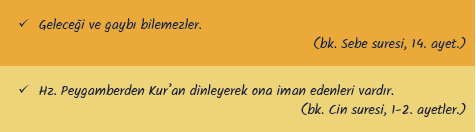 ✓ Geleceği ve gaybı bilemezler.
(bk. Sebe suresi, 14. ayet.)
✓ Hz. Peygamberden Kur'an dinleyerek ona iman edenleri vardır.
(bk. Cin suresi, 1-2. ayetler.)